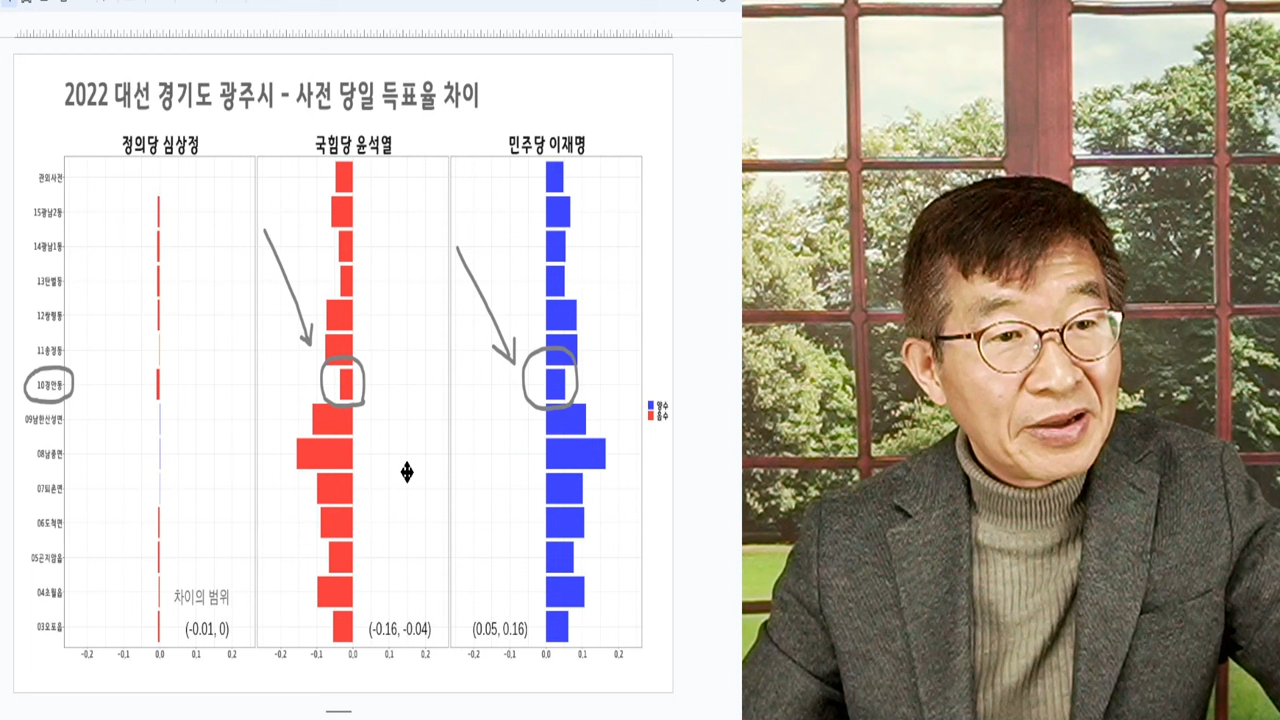 2022 대선 경기도 광주시 - 사전 당일 득표율 차이
정의당 심상정 국힘당 윤석열 민주당 이재명
관외사전
15광남2동
14광남1동
13탄벌동
12쌍령동
11송정동
10경안동
양수
음수
09남한산성면
08남종면
07퇴촌면
06도척면
05곤지암읍
04초월읍
차이의 범위
03오포읍
(-0.01, 0) (-0.16, -0.04) (0.05, 0.16)
-0,2 -0,1 0,0 0,1 0,2 -0,2 -0,1 0,0 0,1 0,2 -0,2 -0,1 0,0 0,1 0,2